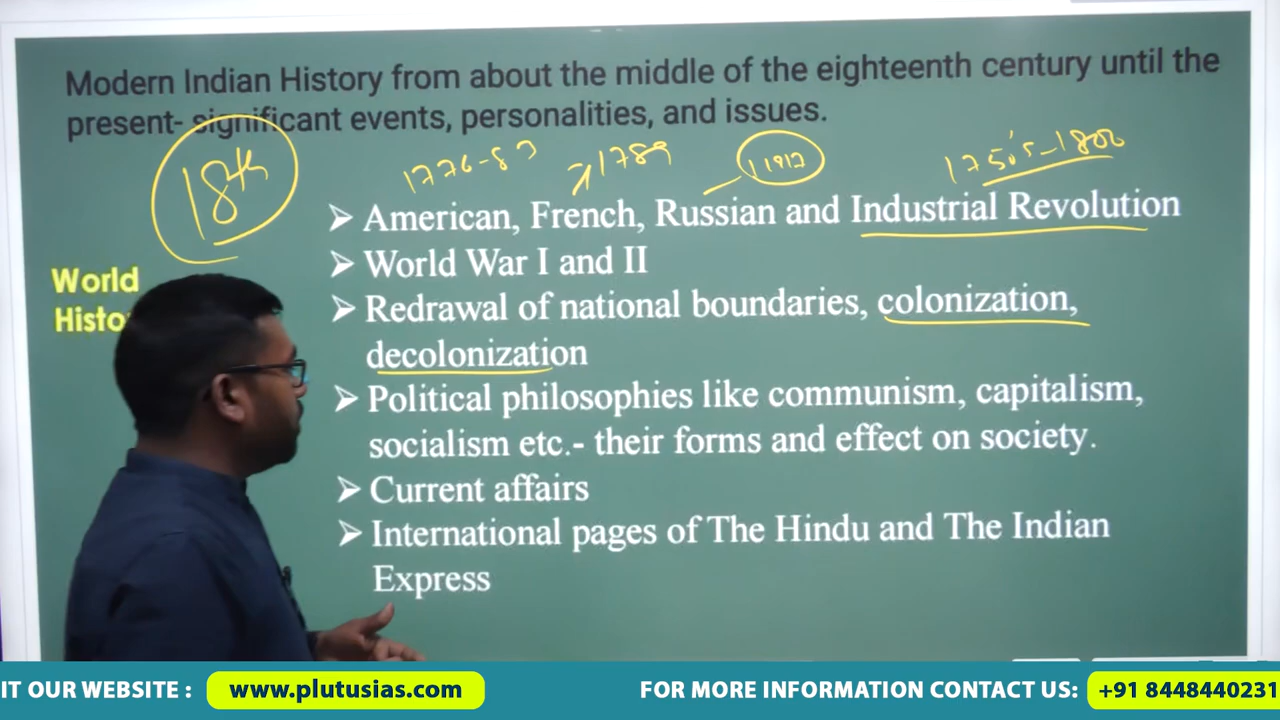 Modern Indian History from about the middle of the eighteenth century until the
present- significant events, personalities, and issues.
18th
1776-83
1789
1917
1750's-1800
➤ American, French, Russian and Industrial Revolution
➤ World War I and II
World
Histo
➤ Redrawal of national boundaries, colonization,
decolonization
➤ Political philosophies like communism, capitalism,
socialism etc.- their forms and effect on society.
➤ Current affairs
➤ International pages of The Hindu and The Indian
Express
IT OUR WEBSITE : www.plutusias.com FOR MORE INFORMATION CONTACT US: +91 8448440231